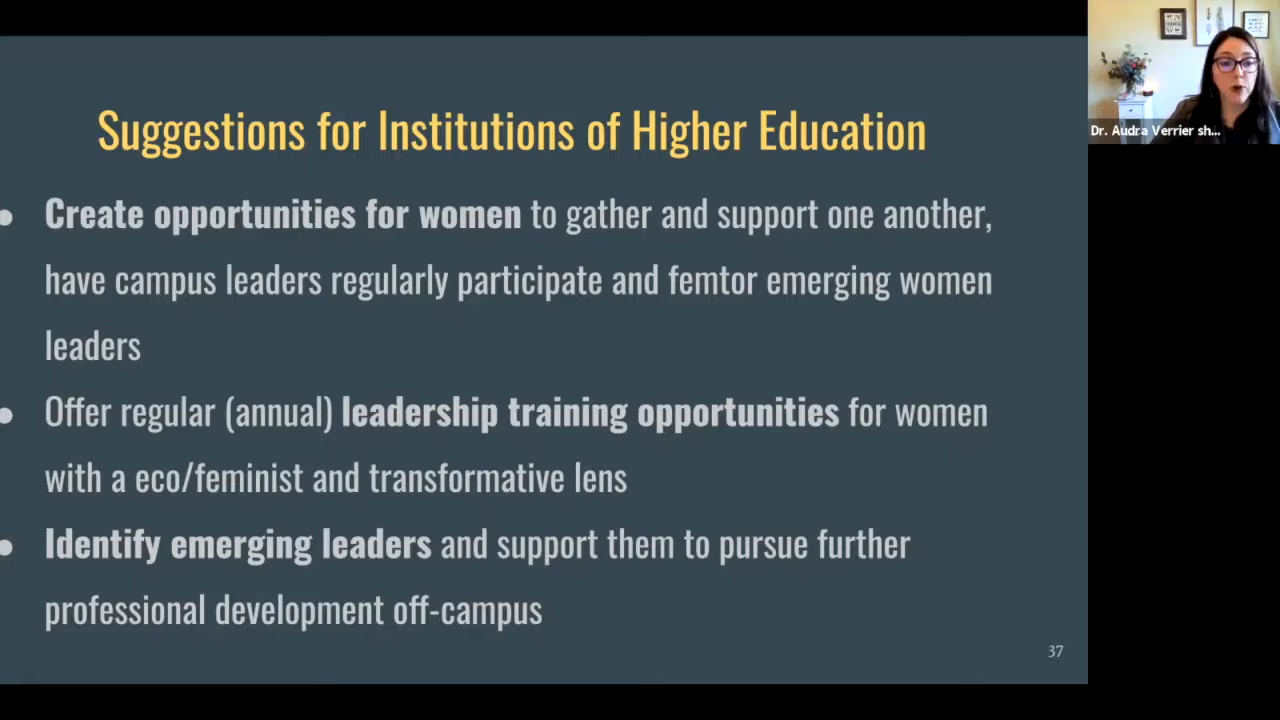 Suggestions for Institutions of Higher Education
Create opportunities for women to gather and support one another,
have campus leaders regularly participate and femtor emerging women
leaders
Offer regular (annual) leadership training opportunities for women
with a eco/feminist and transformative lens
Identify emerging leaders and support them to pursue further
professional development off-campus
37
Dr. Audra Verrier sh...